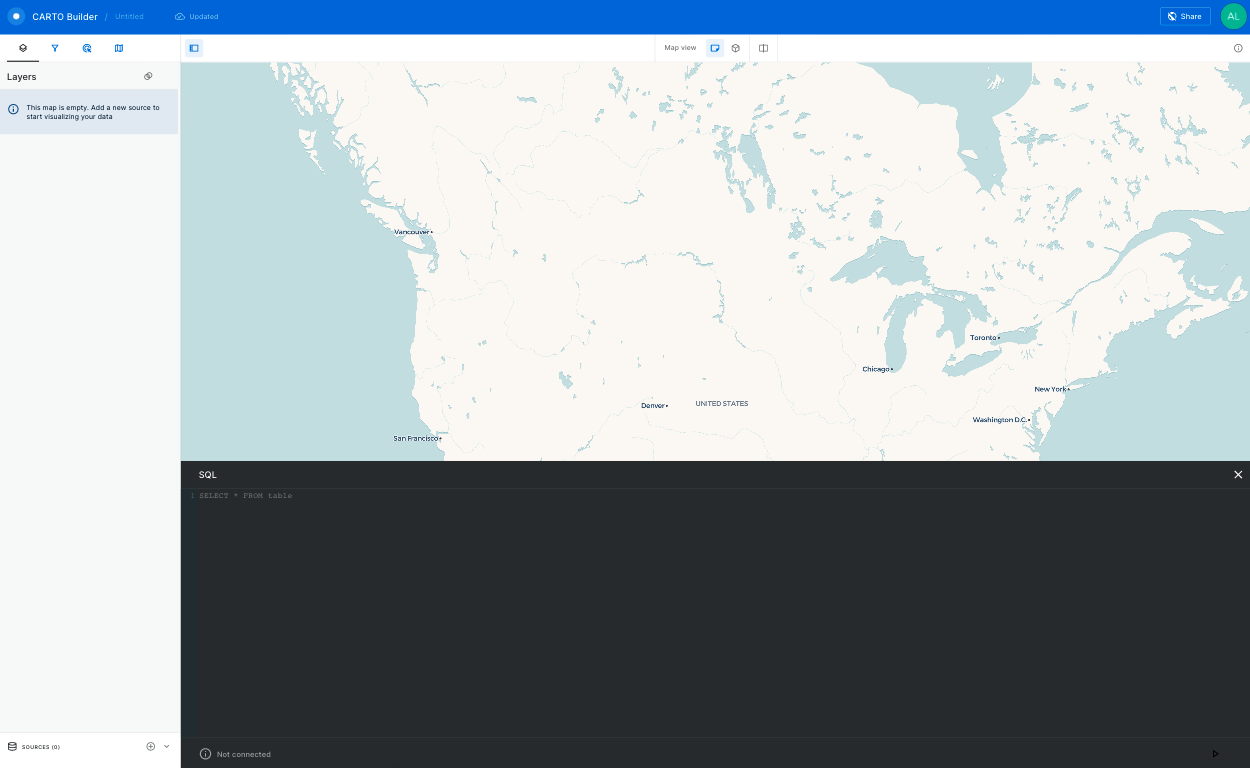 CARTO Builder / Untitled
Updated
Share
AL
Map view
Layers
This map is empty. Add a new source to
start visualizing your data
Vancouver
Toronto
Chicago
New York
Denver
UNITED STATES
Washington D.C.
San Francisco
SQL
1 SELECT * FROM table
SOURCES (0)
Not connected